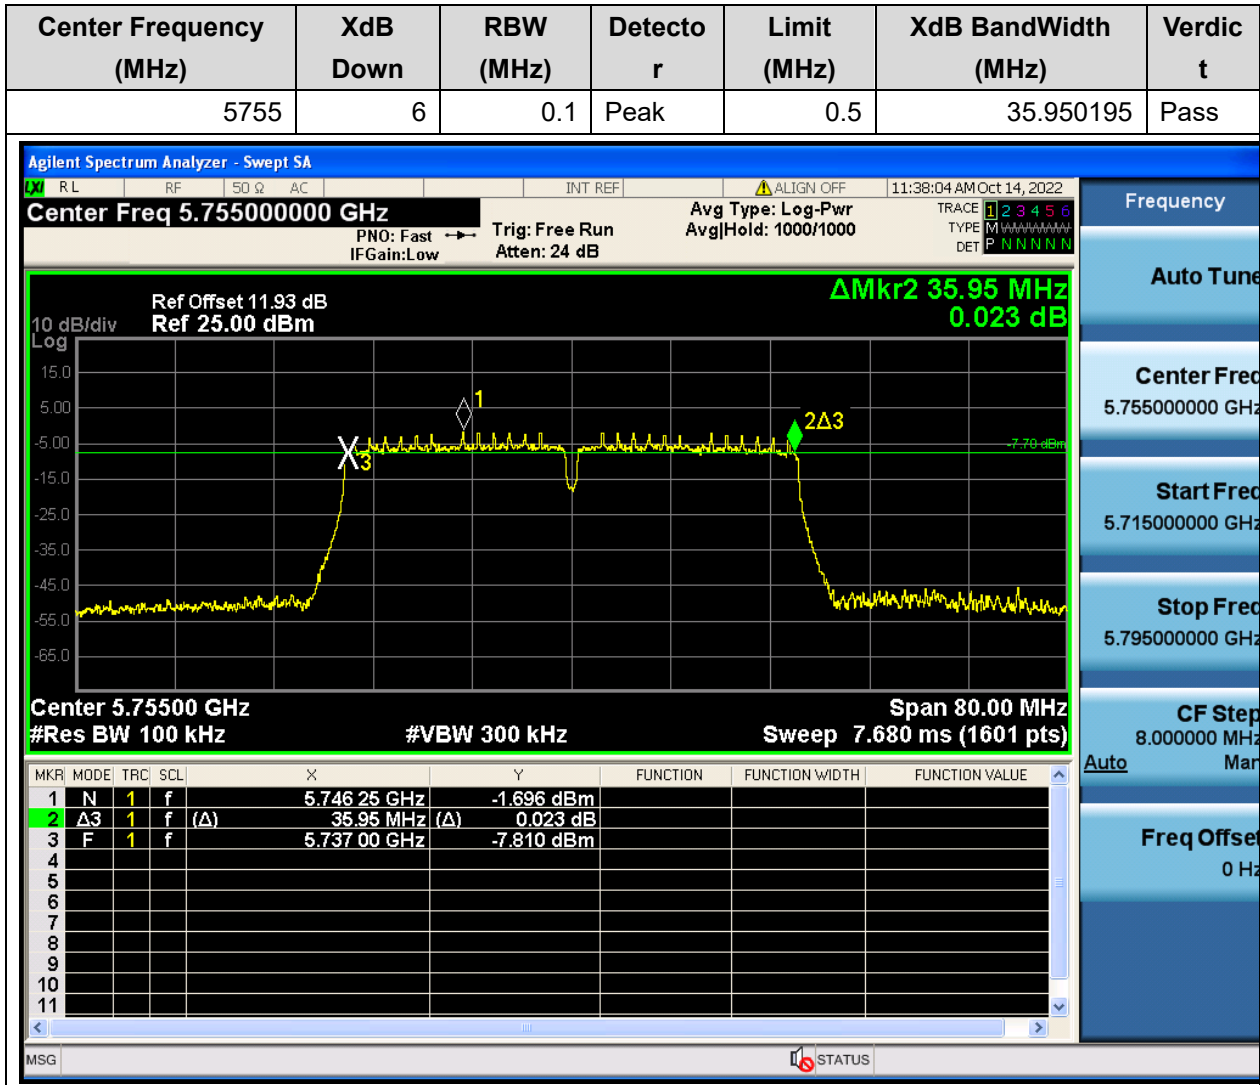 Center Frequency (MHz)	XdB Down	RBW (MHz)	Detecto r	Limit (MHz)	XdB BandWidth (MHz)	Verdic t
5755	6	0.1	Peak	0.5	35.950195	Pass
Agilent Spectrum Analyzer - Swept SA
LXI RL RF 50 Ω AC INT REF ALIGN OFF 11:38:04 AM Oct 14, 2022
Center Freq 5.755000000 GHz
PNO: Fast
IFGain:Low
Trig: Free Run
Atten: 24 dB
Avg Type: Log-Pwr
Avg|Hold: 1000/1000
TRACE 1 2 3 4 5 6
TYPE M WWWWW
DET P N N N N N
ΔMkr2 35.95 MHz
0.023 dB
Ref Offset 11.93 dB
10 dB/div Ref 25.00 dBm
Log
15.0
5.00
-5.00
-15.0
-25.0
-35.0
-45.0
-55.0
-65.0
1
2Δ3
X3
-7.70 dBm
Center 5.75500 GHz Span 80.00 MHz
#Res BW 100 kHz #VBW 300 kHz Sweep 7.680 ms (1601 pts)
MKR MODE TRC SCL X Y FUNCTION FUNCTION WIDTH FUNCTION VALUE
1 N 1 f 5.746 25 GHz -1.696 dBm
2 Δ3 1 f (Δ) 35.95 MHz (Δ) 0.023 dB
3 F 1 f 5.737 00 GHz -7.810 dBm
4
5
6
7
8
9
10
11
MSG STATUS
Frequency
Auto Tune
Center Freq
5.755000000 GHz
Start Freq
5.715000000 GHz
Stop Freq
5.795000000 GHz
CF Step
8.000000 MHz
Auto Man
Freq Offset
0 Hz